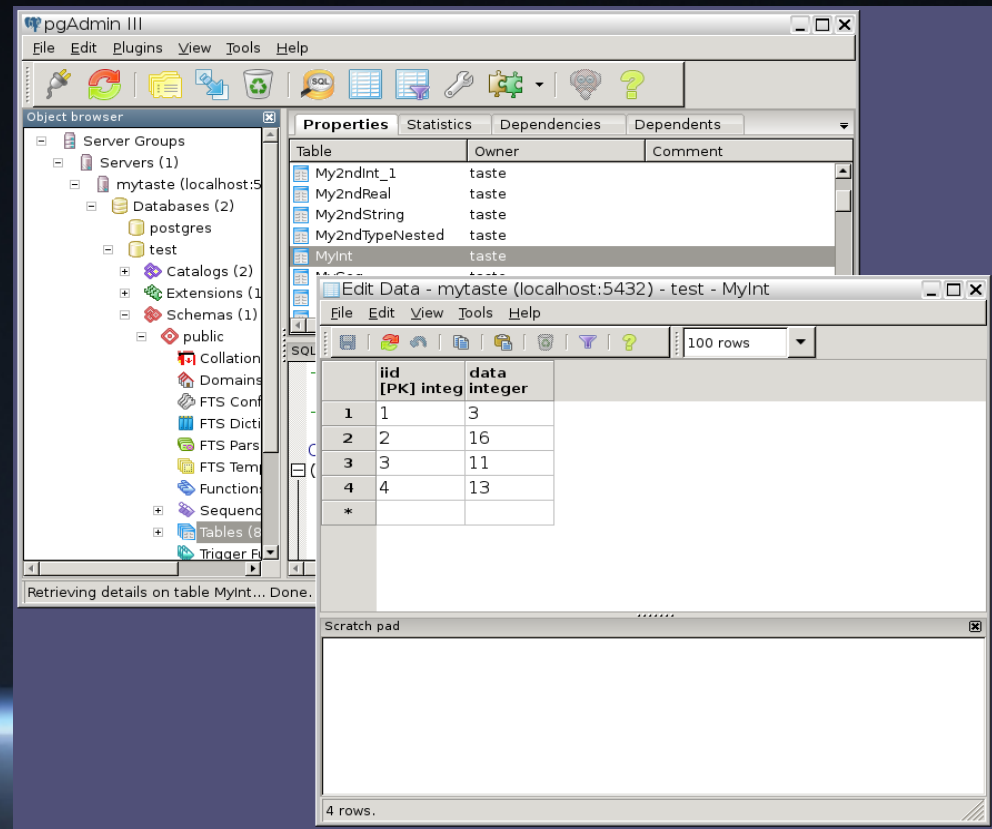 pgAdmin III
File Edit Plugins View Tools Help
SQL
Object browser
Server Groups
Servers (1)
mytaste (localhost:5
Databases (2)
postgres
test
Catalogs (2)
Extensions (1
Schemas (1)
public
Collation
Domains
FTS Conf
FTS Dicti
FTS Pars
FTS Tem
Function
Sequenc
Tables (8
Trigger Fu
Properties Statistics Dependencies Dependents
Table Owner Comment
My2ndInt_1 taste
My2ndReal taste
My2ndString taste
My2ndTypeNested taste
MyInt taste
SQL
Retrieving details on table MyInt... Done.
Edit Data - mytaste (localhost:5432) - test - MyInt
File Edit View Tools Help
100 rows
iid data
[PK] integ integer
1 1 3
2 2 16
3 3 11
4 4 13
*
Scratch pad
4 rows.